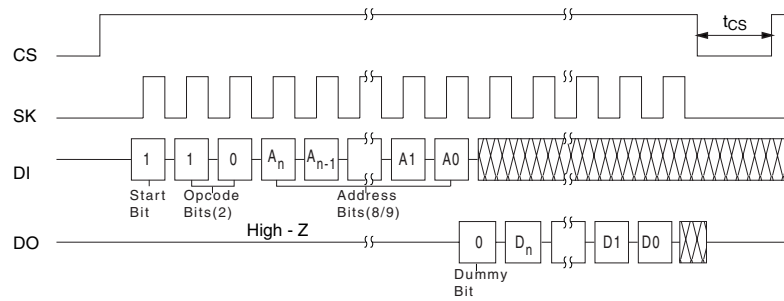 tCS
CS
SK
DI 1 1 0 An An-1 A1 A0
Start Bit
Opcode Bits(2)
Address Bits(8/9)
High - Z
DO 0 Dn D1 D0
Dummy Bit